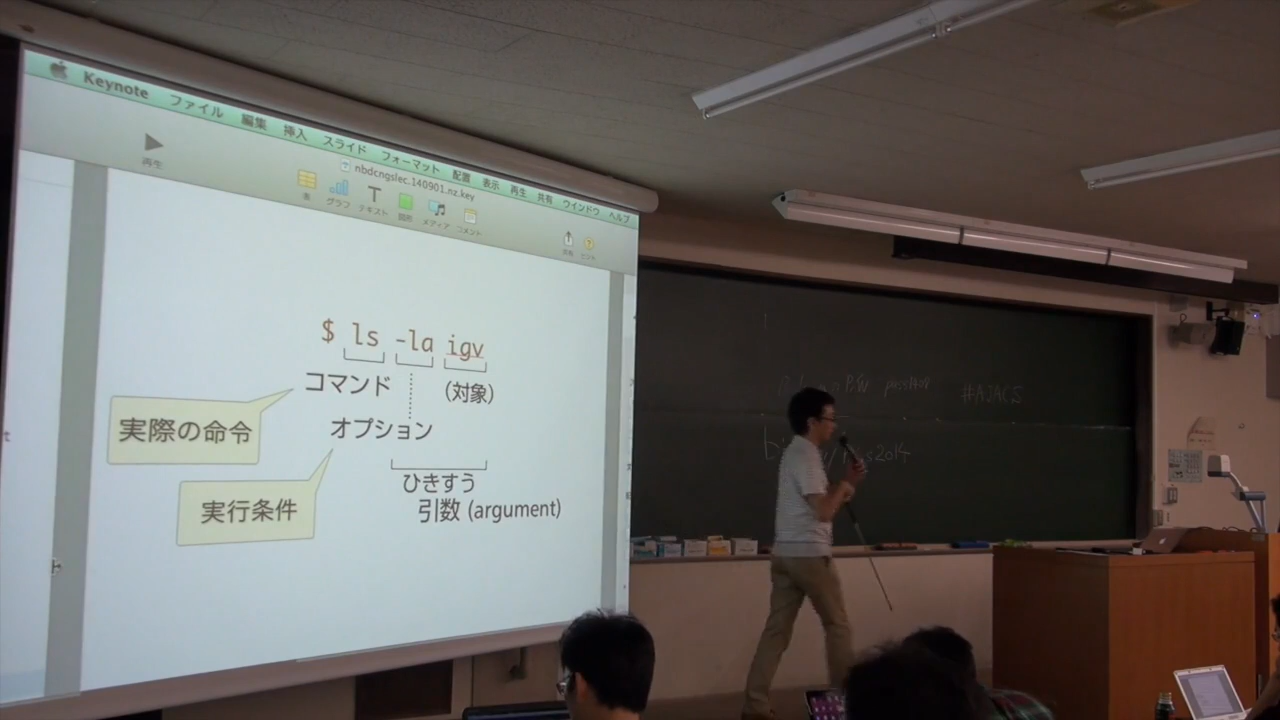 Keynote ファイル 編集 挿入 スライド フォーマット 配置 表示 再生 共有 ウインドウ ヘルプ
nbdcngslec.140901.nz.key
再生
表 グラフ テキスト 図形 メディア コメント
$ ls -la igv
コマンド
(対象)
オプション
実際の命令
実行条件
ひきすう
引数 (argument)
#AJACS